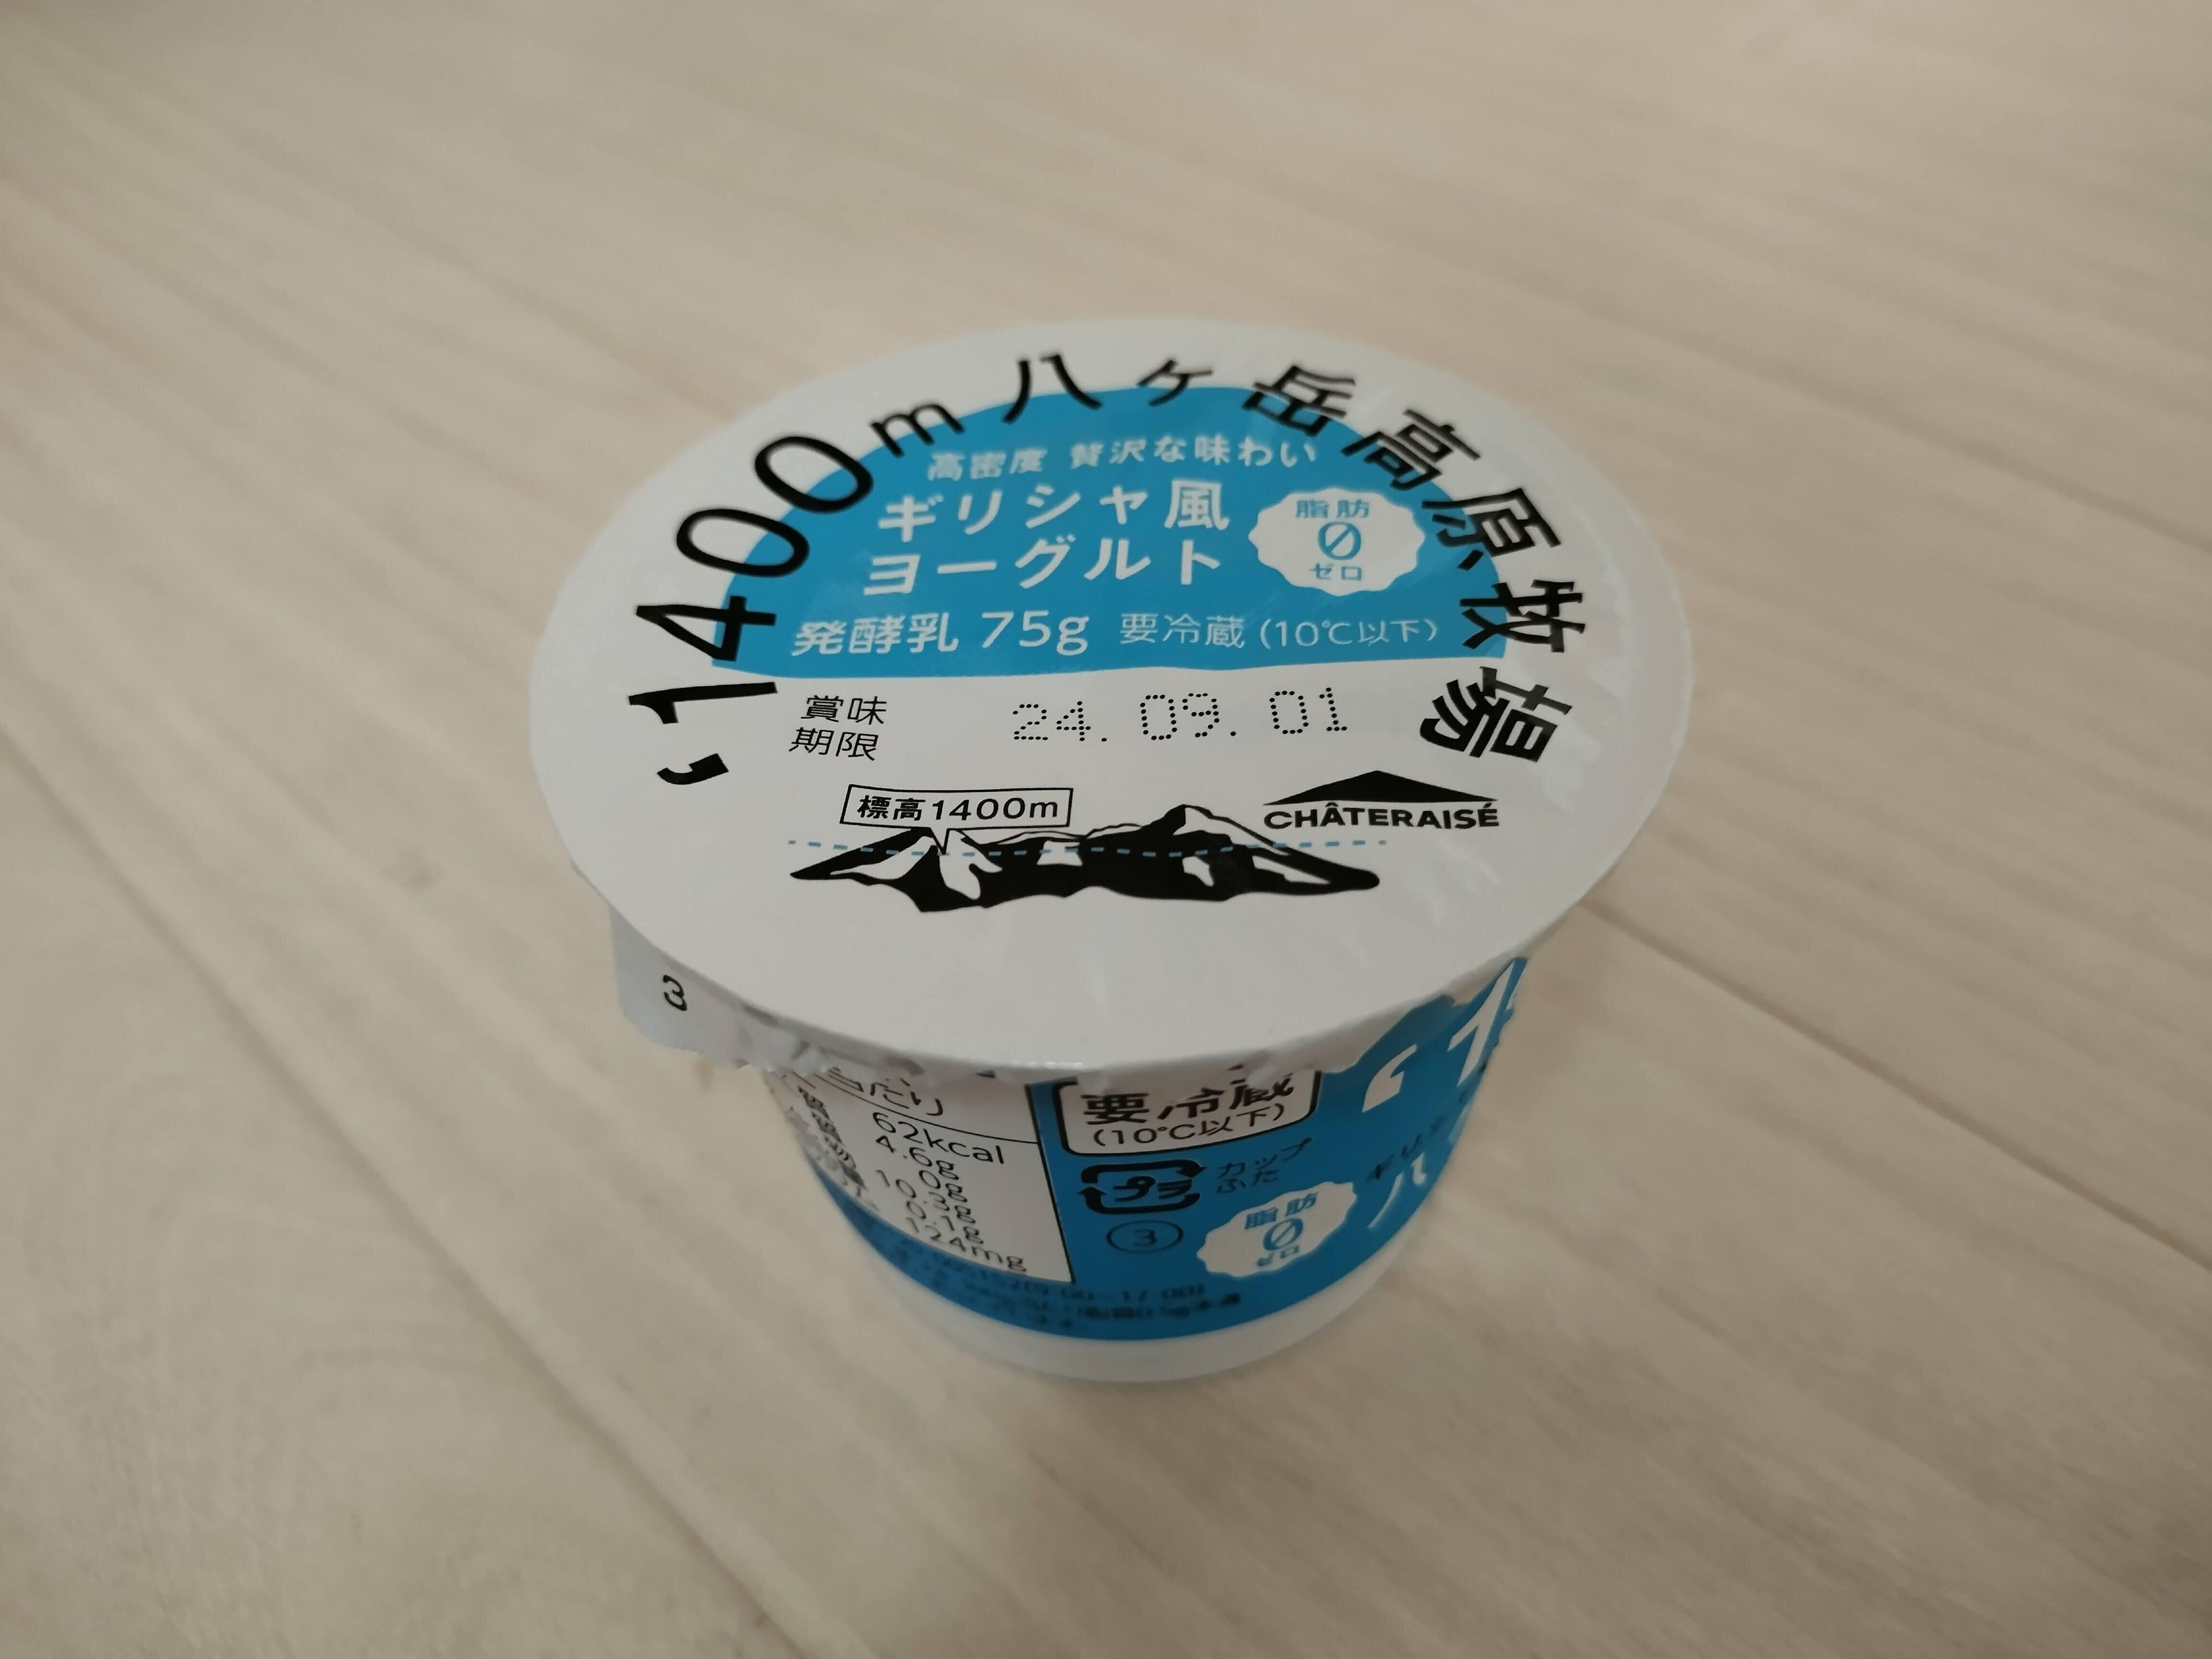 ‘1400m八ヶ岳高原牧場
高密度 贅沢な味わい
ギリシャ風
ヨーグルト
脂肪
0
ゼロ
発酵乳 75g 要冷蔵(10℃以下)
賞味
期限
24.09.01
標高1400m
CHÂTERAISÉ
3
62kcal
4.6g
0g
10.3g
0.1g
124mg
要冷蔵
(10℃以下)
プラ
カップ
ふた
3
脂肪
0
ゼロ